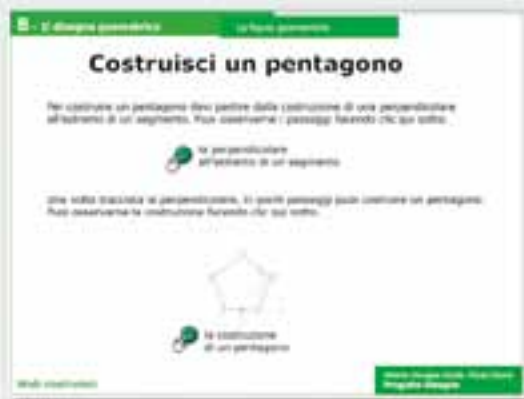 B - Il disegno geometrico
Le figure geometriche
Costruisci un pentagono
Per costruire un pentagono devi partire dalla costruzione di una perpendicolare
all'estremo di un segmento. Puoi osservarne i passaggi facendo clic qui sotto.
la perpendicolare
all'estremo di un segmento
Una volta tracciata la perpendicolare, in pochi passaggi puoi costruire un pentagono.
Puoi osservarne la costruzione facendo clic qui sotto.
la costruzione
di un pentagono
Progetto disegno